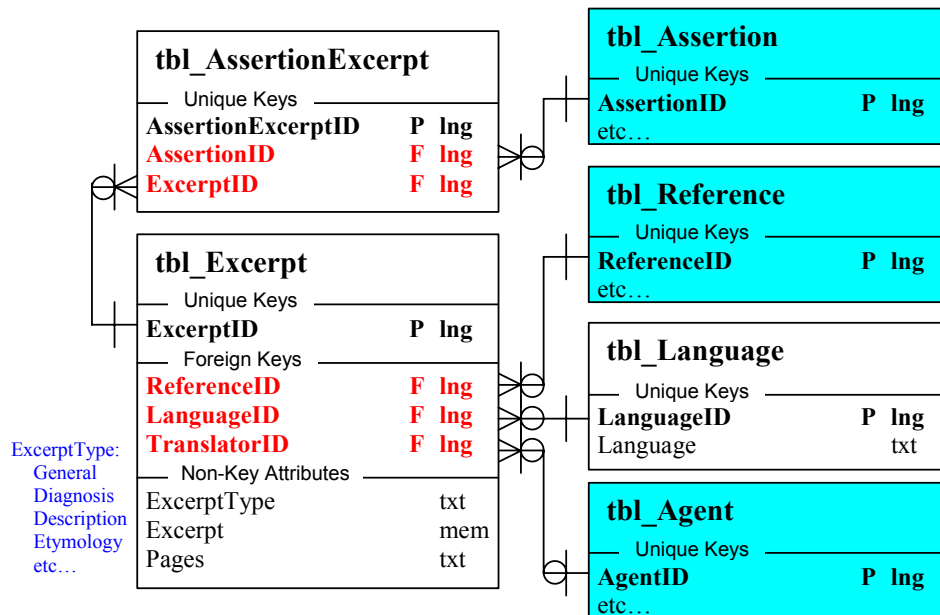 tbl_AssertionExcerpt
Unique Keys
AssertionExcerptID P lng
AssertionID F lng
ExcerptID F lng
tbl_Excerpt
Unique Keys
ExcerptID P lng
Foreign Keys
ReferenceID F lng
LanguageID F lng
TranslatorID F lng
Non-Key Attributes
ExcerptType txt
Excerpt mem
Pages txt
ExcerptType:
General
Diagnosis
Description
Etymology
etc…
tbl_Assertion
Unique Keys
AssertionID P lng
etc…
tbl_Reference
Unique Keys
ReferenceID P lng
etc…
tbl_Language
Unique Keys
LanguageID P lng
Language txt
tbl_Agent
Unique Keys
AgentID P lng
etc…